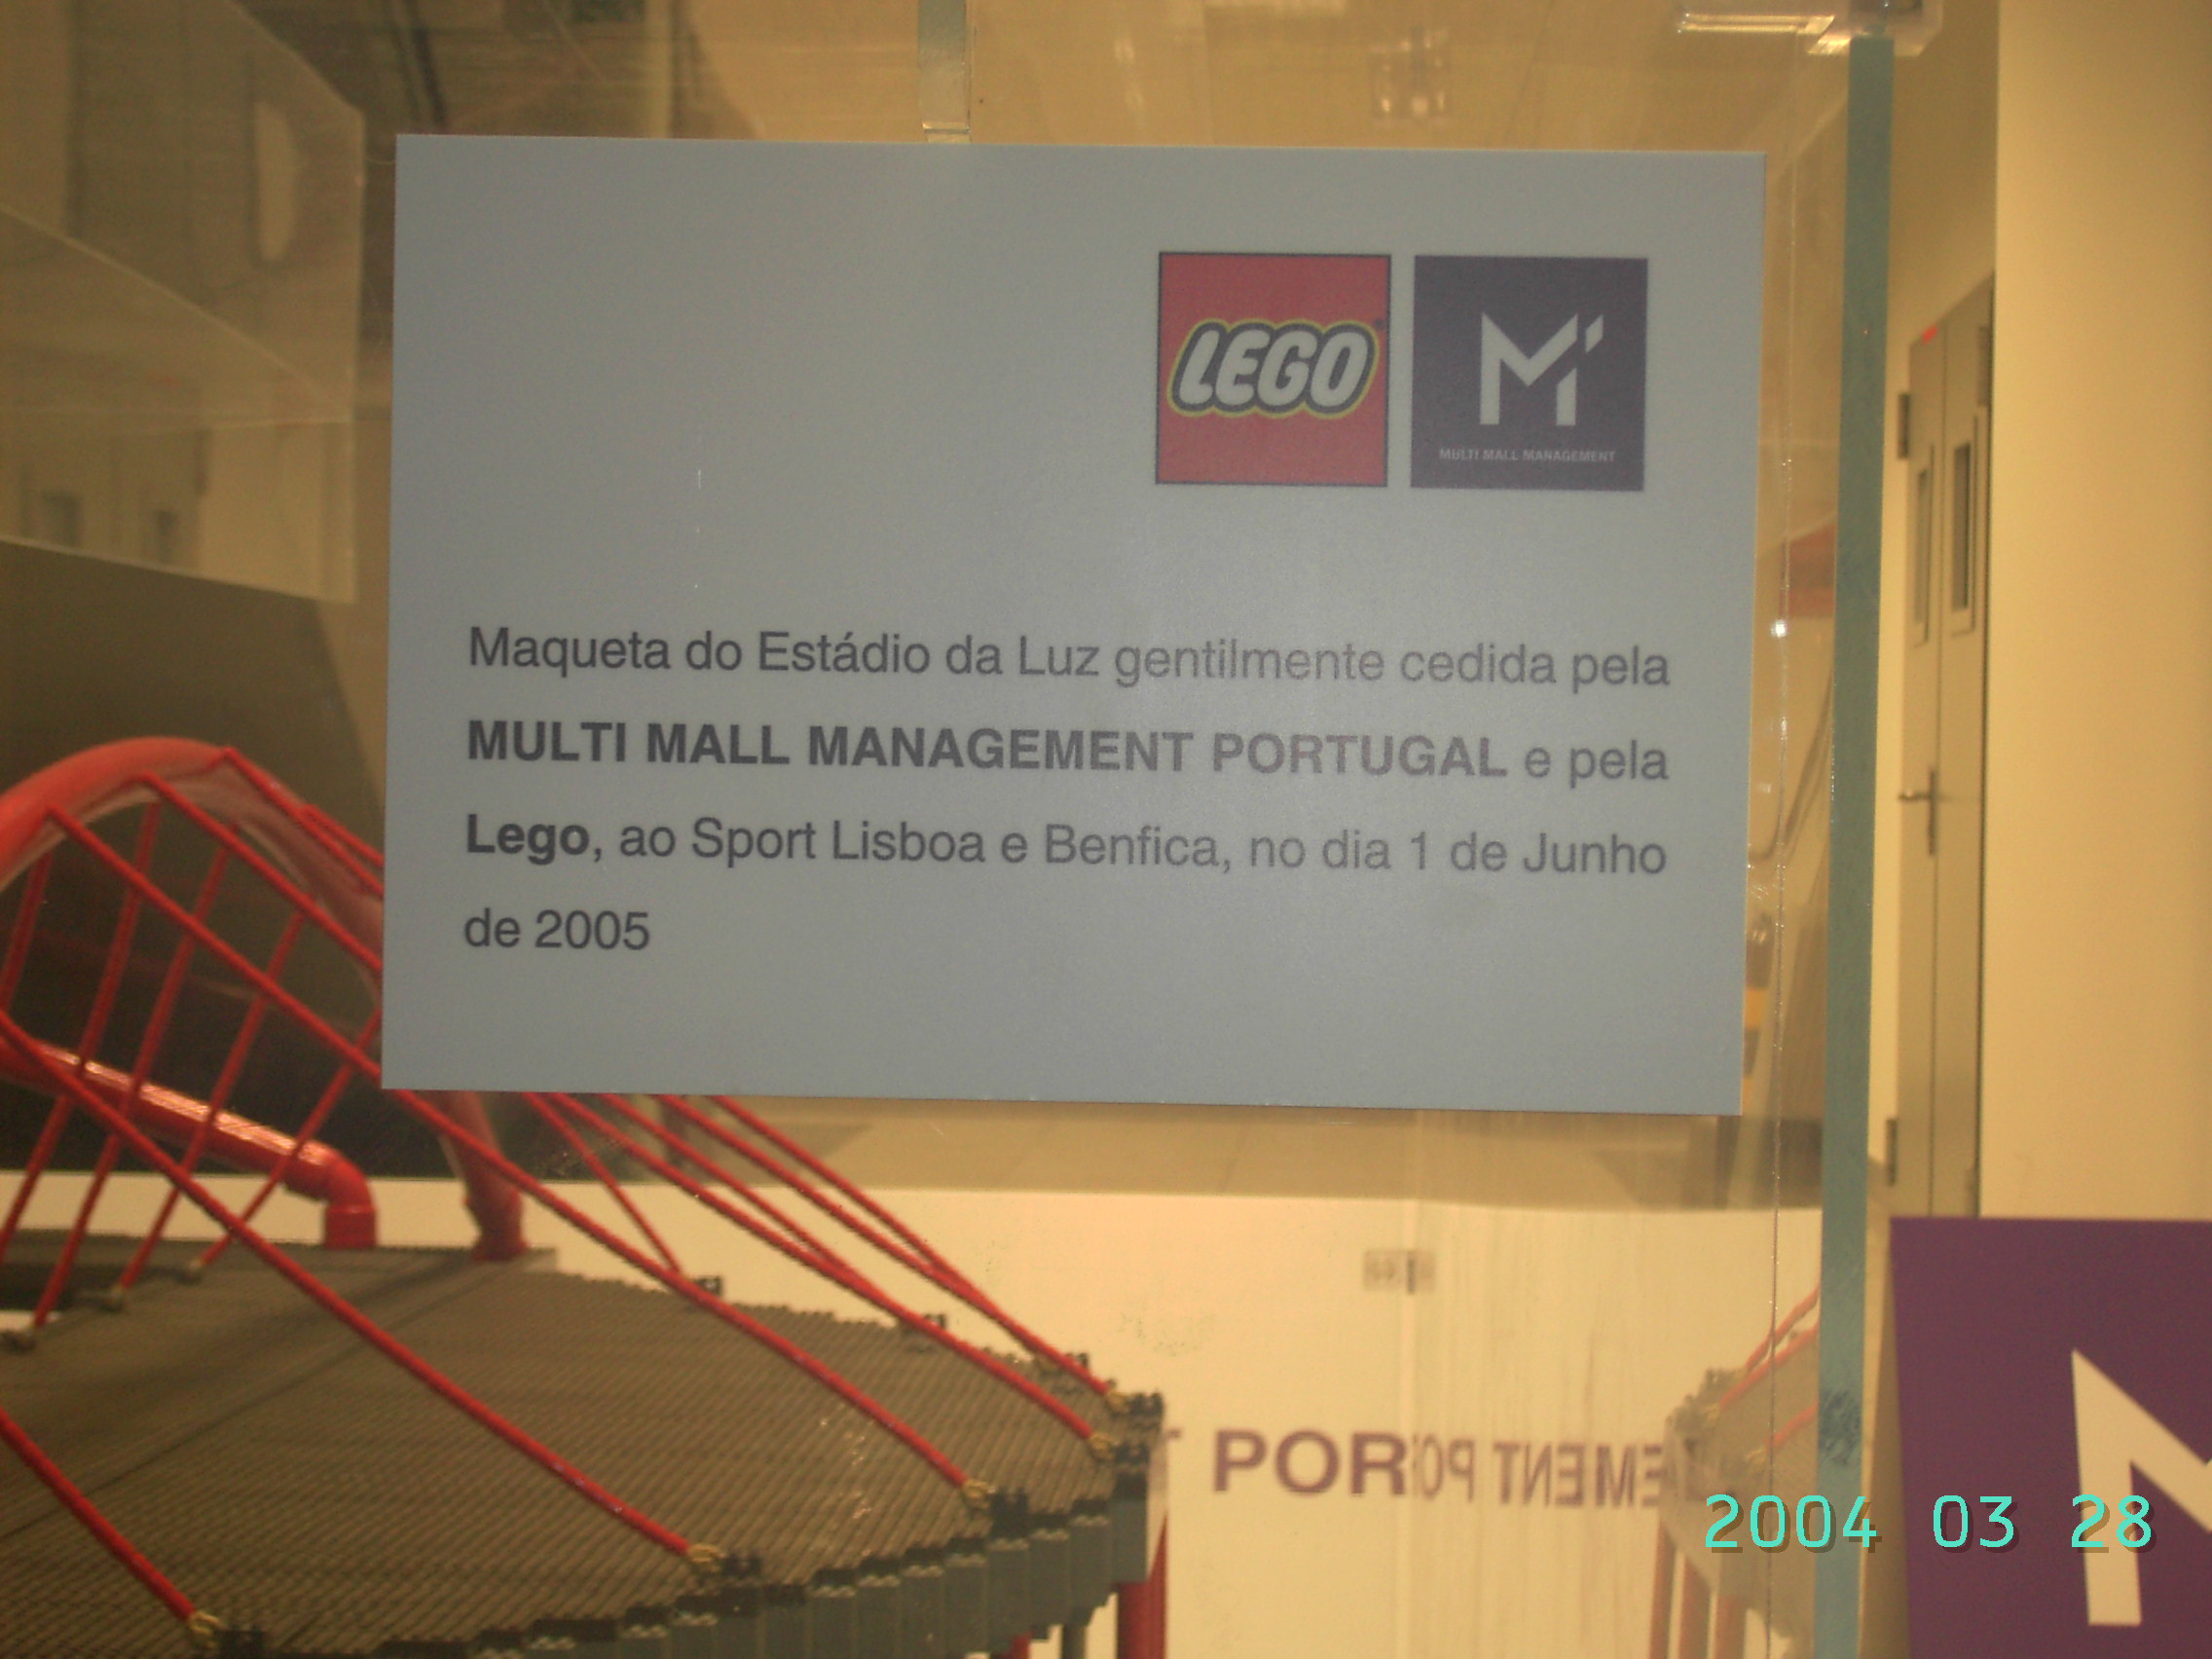 LEGO
MULTI MALL MANAGEMENT
Maqueta do Estádio da Luz gentilmente cedida pela
MULTI MALL MANAGEMENT PORTUGAL e pela
Lego, ao Sport Lisboa e Benfica, no dia 1 de Junho
de 2005
POR
2004 03 28